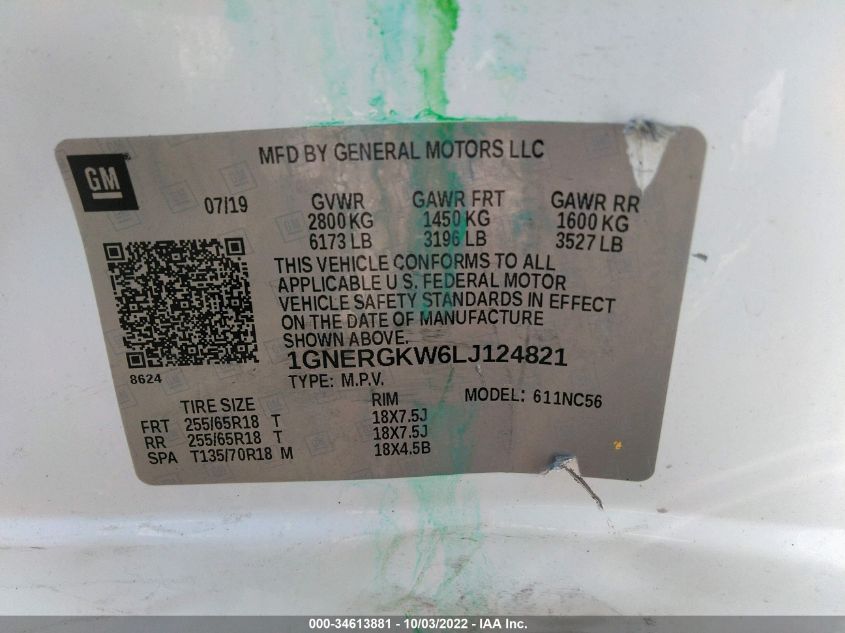 GM
MFD BY GENERAL MOTORS LLC
07/19 GVWR GAWR FRT GAWR RR
2800 KG 1450 KG 1600 KG
6173 LB 3196 LB 3527 LB
THIS VEHICLE CONFORMS TO ALL
APPLICABLE U.S. FEDERAL MOTOR
VEHICLE SAFETY STANDARDS IN EFFECT
ON THE DATE OF MANUFACTURE
SHOWN ABOVE.
1GNERGKW6LJ124821
8624
TYPE: M.P.V. MODEL: 611NC56
TIRE SIZE RIM
FRT 255/65R18 T 18X7.5J
RR 255/65R18 T 18X7.5J
SPA T135/70R18 M 18X4.5B
000-34613881 - 10/03/2022 - IAA Inc.